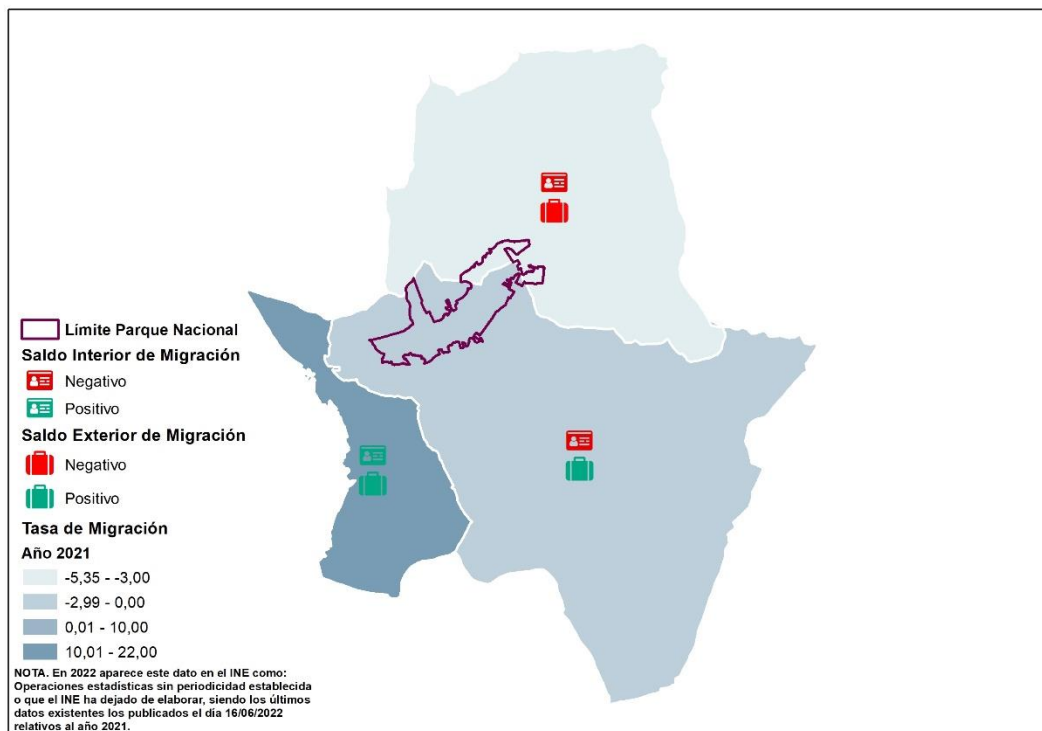 Límite Parque Nacional
Saldo Interior de Migración
Negativo
Positivo
Saldo Exterior de Migración
Negativo
Positivo
Tasa de Migración
Año 2021
-5,35 - -3,00
-2,99 - 0,00
0,01 - 10,00
10,01 - 22,00
NOTA. En 2022 aparece este dato en el INE como:
Operaciones estadísticas sin periodicidad establecida
o que el INE ha dejado de elaborar, siendo los últimos
datos existentes los publicados el día 16/06/2022
relativos al año 2021.